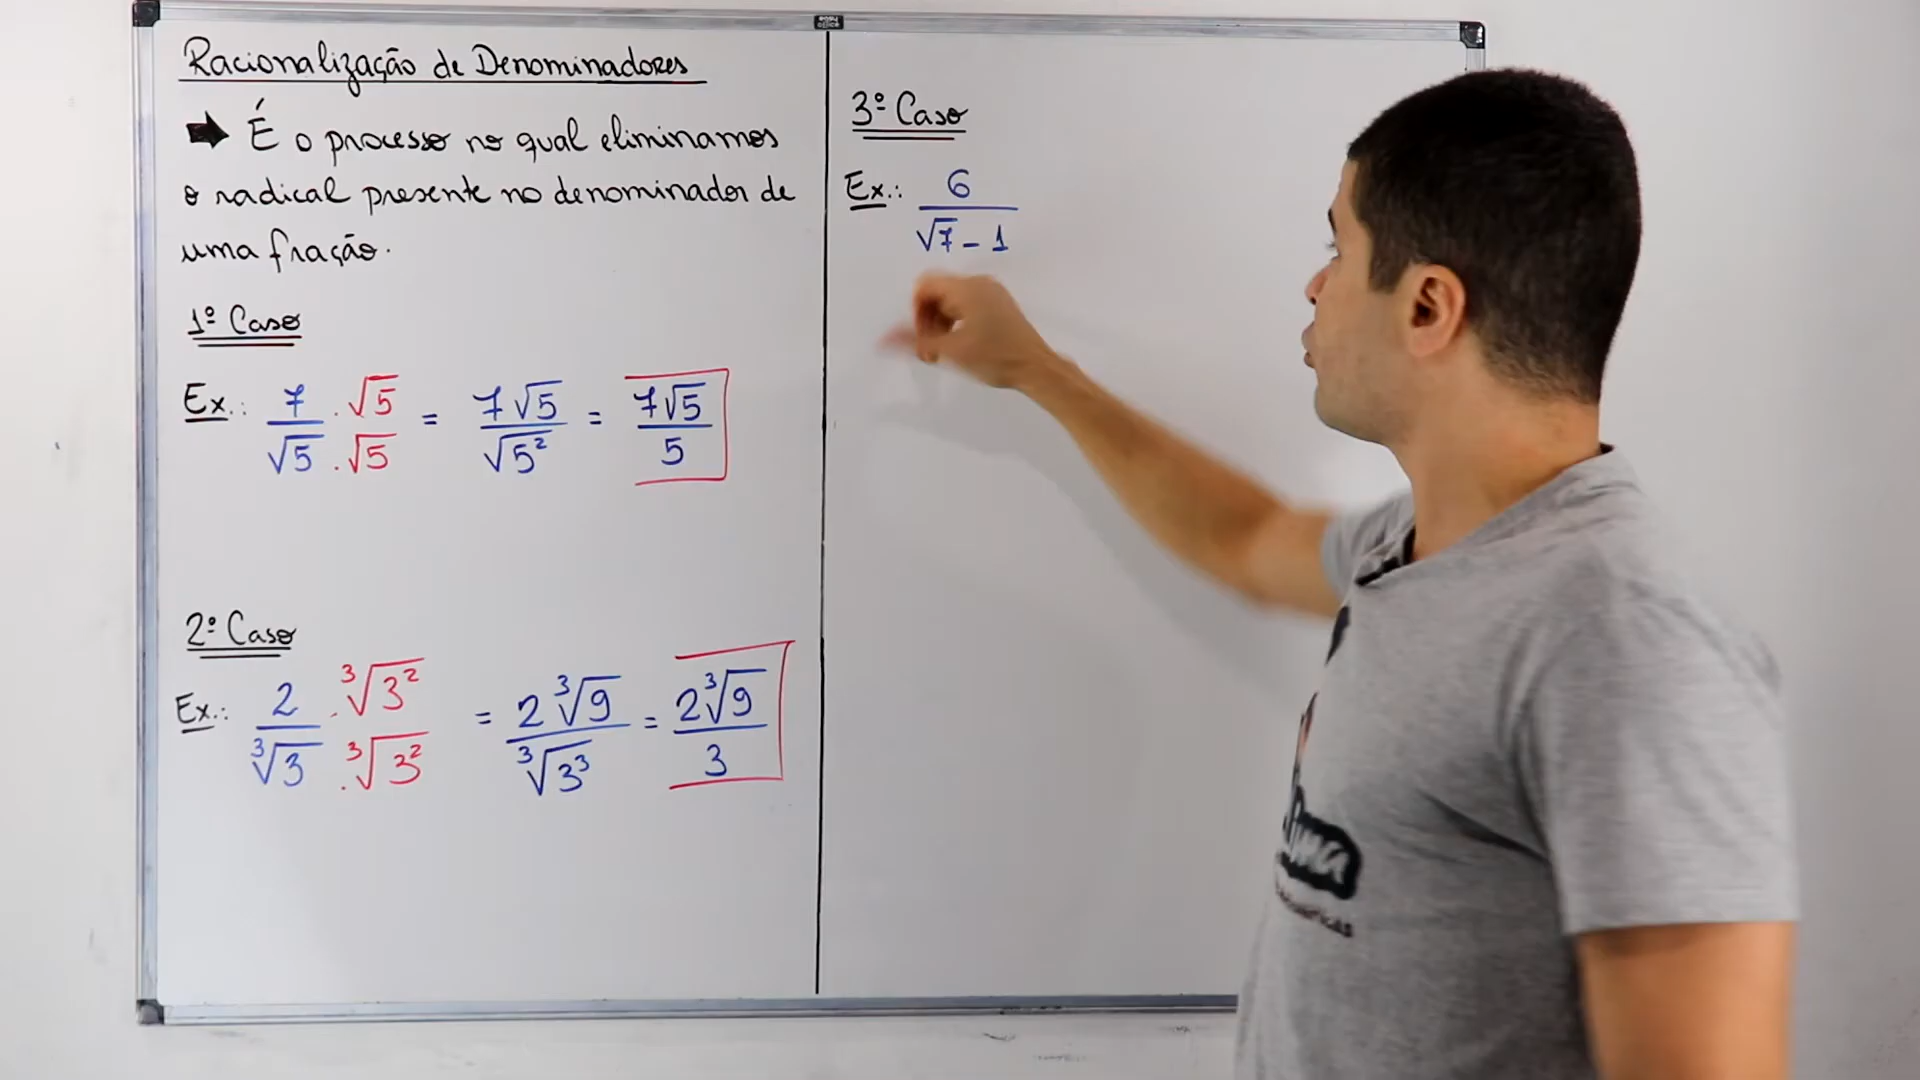 easy office
Racionalização de Denominadores
➡ É o processo no qual eliminamos
o radical presente no denominador de
uma fração.
1º Caso
Ex.: 7/√5 . √5/√5 = 7√5/√5² = 7√5/5
2º Caso
Ex.: 2/∛3 . ∛3²/∛3² = 2∛9/∛3³ = 2∛9/3
3º Caso
Ex.: 6/(√7 - 1)